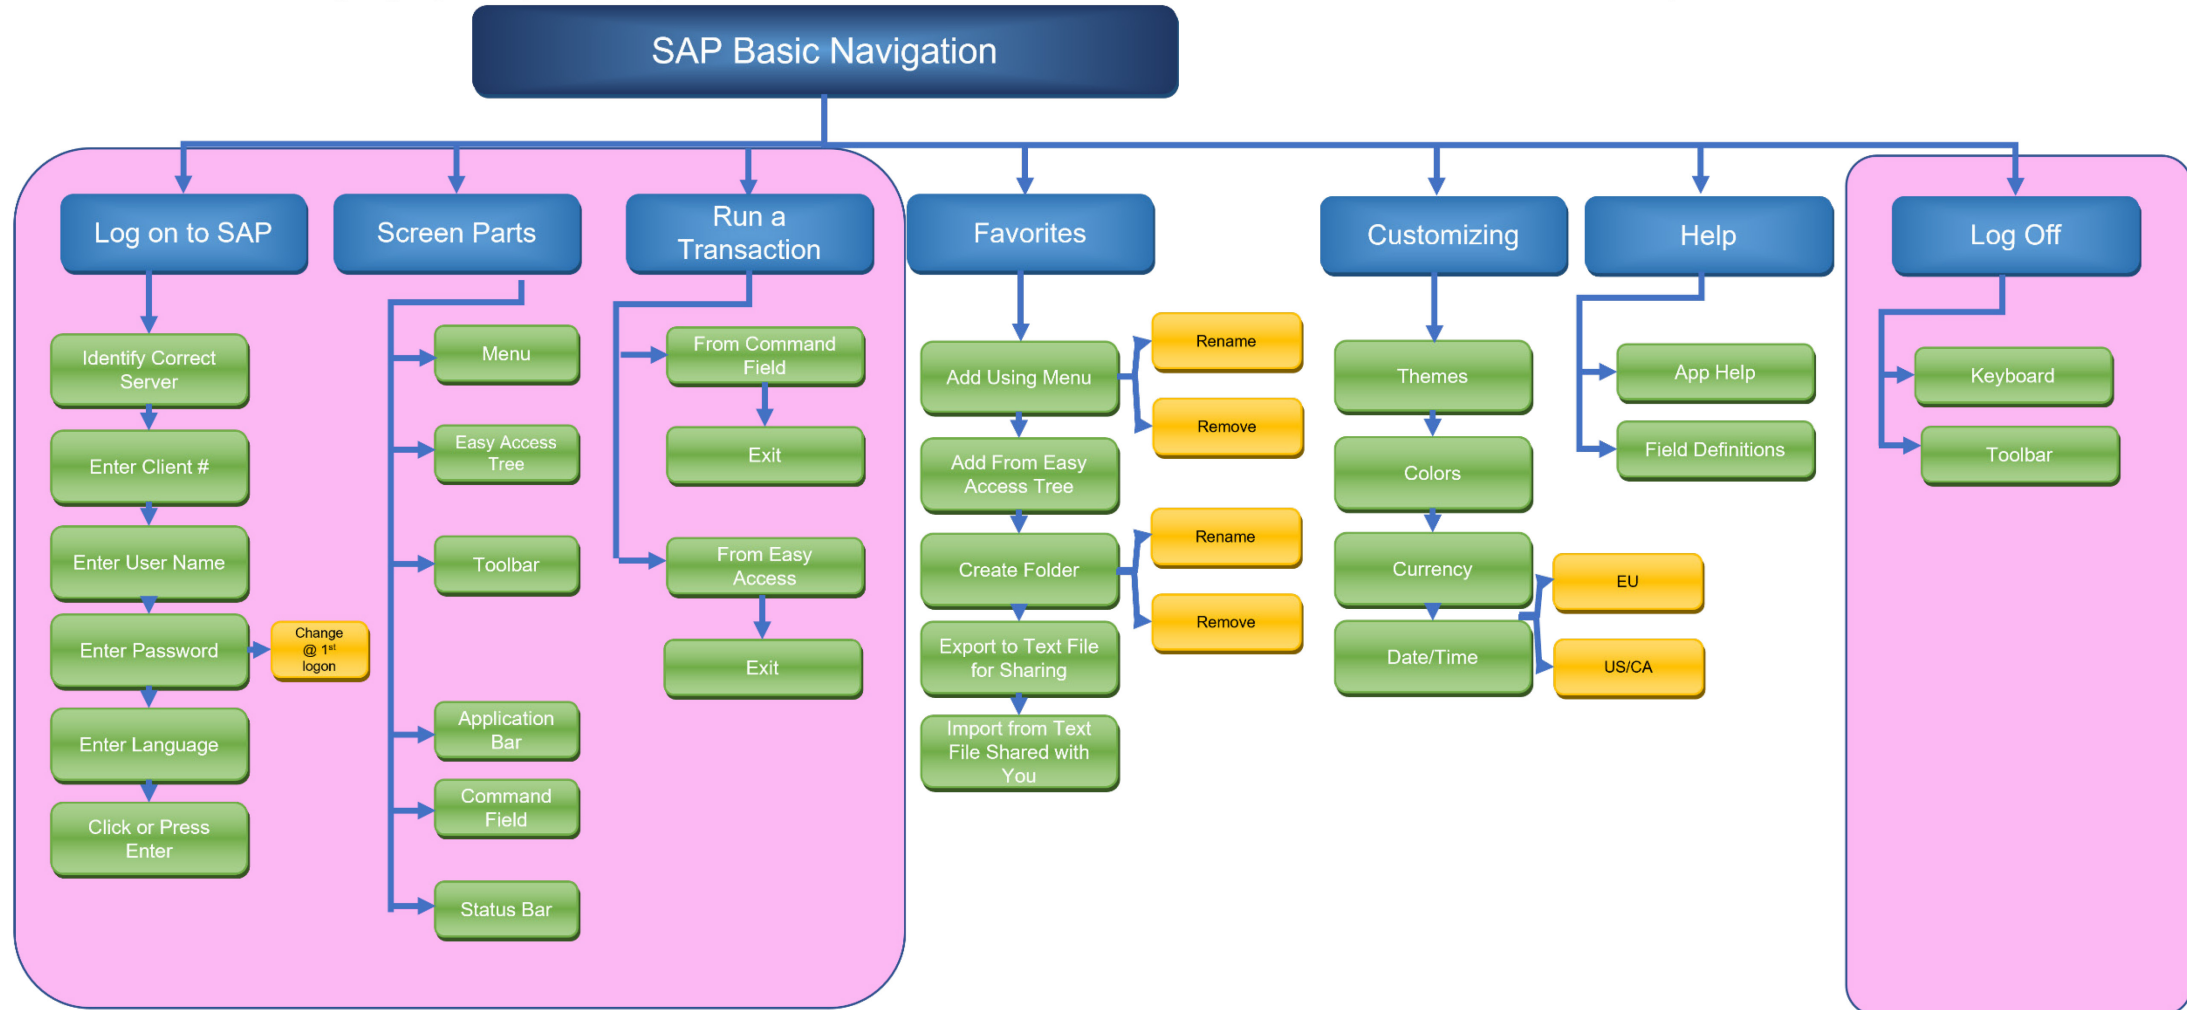 SAP Basic Navigation
Log on to SAP
Identify Correct
Server
Enter Client #
Enter User Name
Enter Password
Change
@ 1st
logon
Enter Language
Click or Press
Enter
Screen Parts
Menu
Easy Access
Tree
Toolbar
Application
Bar
Command
Field
Status Bar
Run a
Transaction
From Command
Field
Exit
From Easy
Access
Exit
Favorites
Add Using Menu
Rename
Remove
Add From Easy
Access Tree
Create Folder
Rename
Remove
Export to Text File
for Sharing
Import from Text
File Shared with
You
Customizing
Themes
Colors
Currency
Date/Time
EU
US/CA
Help
App Help
Field Definitions
Log Off
Keyboard
Toolbar